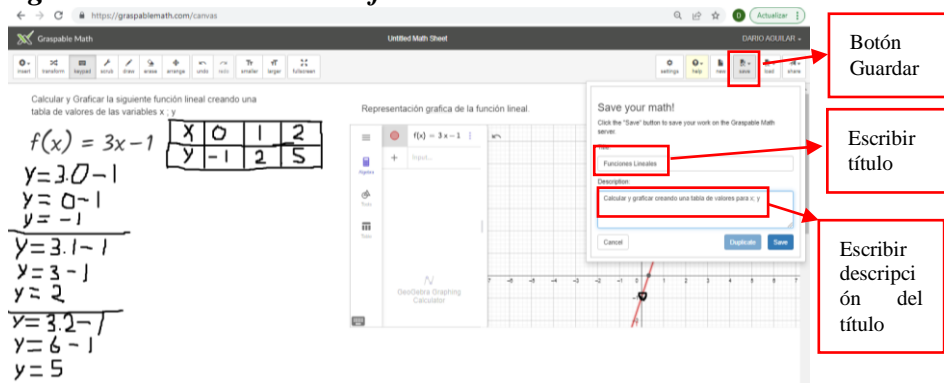 https://graspablemath.com/canvas
Actualizar
Graspable Math
Untitled Math Sheet
DARIO AGUILAR
insert transform keypad scrub draw erase arrange undo redo smaller larger fullscreen
settings help new save load share
Calcular y Graficar la siguiente función lineal creando una
tabla de valores de las variables x ; y
f(x) = 3x-1
X 0 1 2
Y -1 2 5
y=3.0-1
y = 0-1
y = -1
y=3.1-1
y=3-1
y = 2
y=3.2-1
y=6-1
y=5
Representación grafica de la función lineal.
f(x) = 3x-1
Input...
GeoGebra Graphing
Calculator
Save your math!
Click the "Save" button to save your work on the Graspable Math
server.
Funciones Lineales
Description
Calcular y graficar creando una tabla de valores para x; y
Cancel Duplicate Save
Botón
Guardar
Escribir
título
Escribir
descripci
ón del
título